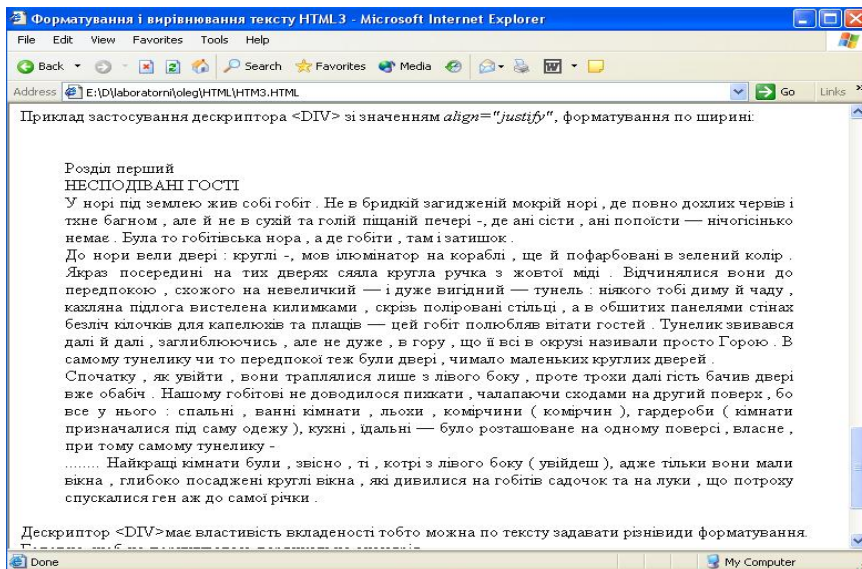 Форматування і вирівнювання тексту HTML3 - Microsoft Internet Explorer
File Edit View Favorites Tools Help
Back Search Favorites Media
Address E:\D\laboratorni\oleg\HTML\HTM3.HTML Go Links »
Приклад застосування дескриптора <DIV> зі значенням align="justify", форматування по ширині:
Розділ перший
НЕСПОДІВАНІ ГОСТІ
У норі під землею жив собі гобіт . Не в бридкій загидженій мокрій норі , де повно дохлих червів і
тхне багном , але й не в сухій та голій піщаній печері -, де ані сісти , ані попоїсти — нічогісінько
немає . Була то гобітівська нора , а де гобіти , там і затишок .
До нори вели двері : круглі -, мов ілюмінатор на кораблі , ще й пофарбовані в зелений колір .
Якраз посередині на тих дверях сяяла кругла ручка з жовтої міді . Відчинялися вони до
передпокою , схожого на невеличкий — і дуже вигідний — тунель : ніякого тобі диму й чаду ,
кахляна підлога вистелена килимками , скрізь поліровані стільці , а в обшитих панелями стінах
безліч кілочків для капелюхів та плащів — цей гобіт полюбляв вітати гостей . Тунелик звивався
далі й далі , заглиблюючись , але не дуже , в гору , що її всі в окрузі називали просто Горою . В
самому тунелику чи то передпокої теж були двері , чимало маленьких круглих дверей .
Спочатку , як увійти , вони траплялися лише з лівого боку , проте трохи далі гість бачив двері
вже обабіч . Нашому гобітові не доводилося пихкати , чалапаючи сходами на другий поверх , бо
все у нього : спальні , ванні кімнати , льохи , комірчини ( комірчин ), гардероби ( кімнати
призначалися під саму одежу ), кухні , їдальні — було розташоване на одному поверсі , власне ,
при тому самому тунелику -
........ Найкращі кімнати були , звісно , ті , котрі з лівого боку ( увійдеш ), адже тільки вони мали
вікна , глибоко посаджені круглі вікна , які дивилися на гобітів садочок та на луки , що потроху
спускалися ген аж до самої річки .
Дескриптор <DIV>має властивість вкладеності тобто можна по тексту задавати різнівиди форматування.
Done My Computer